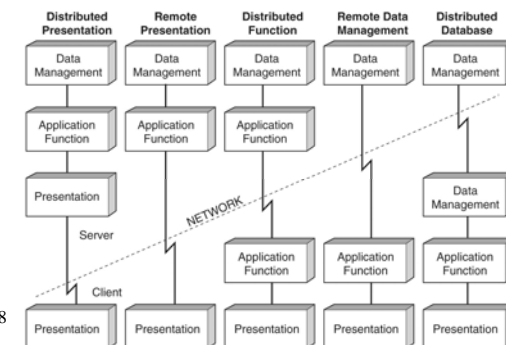 Distributed Presentation
Remote Presentation
Distributed Function
Remote Data Management
Distributed Database
Data Management
Data Management
Data Management
Data Management
Data Management
Application Function
Application Function
Application Function
Presentation
Data Management
NETWORK
Server
Application Function
Application Function
Application Function
Client
8
Presentation
Presentation
Presentation
Presentation
Presentation